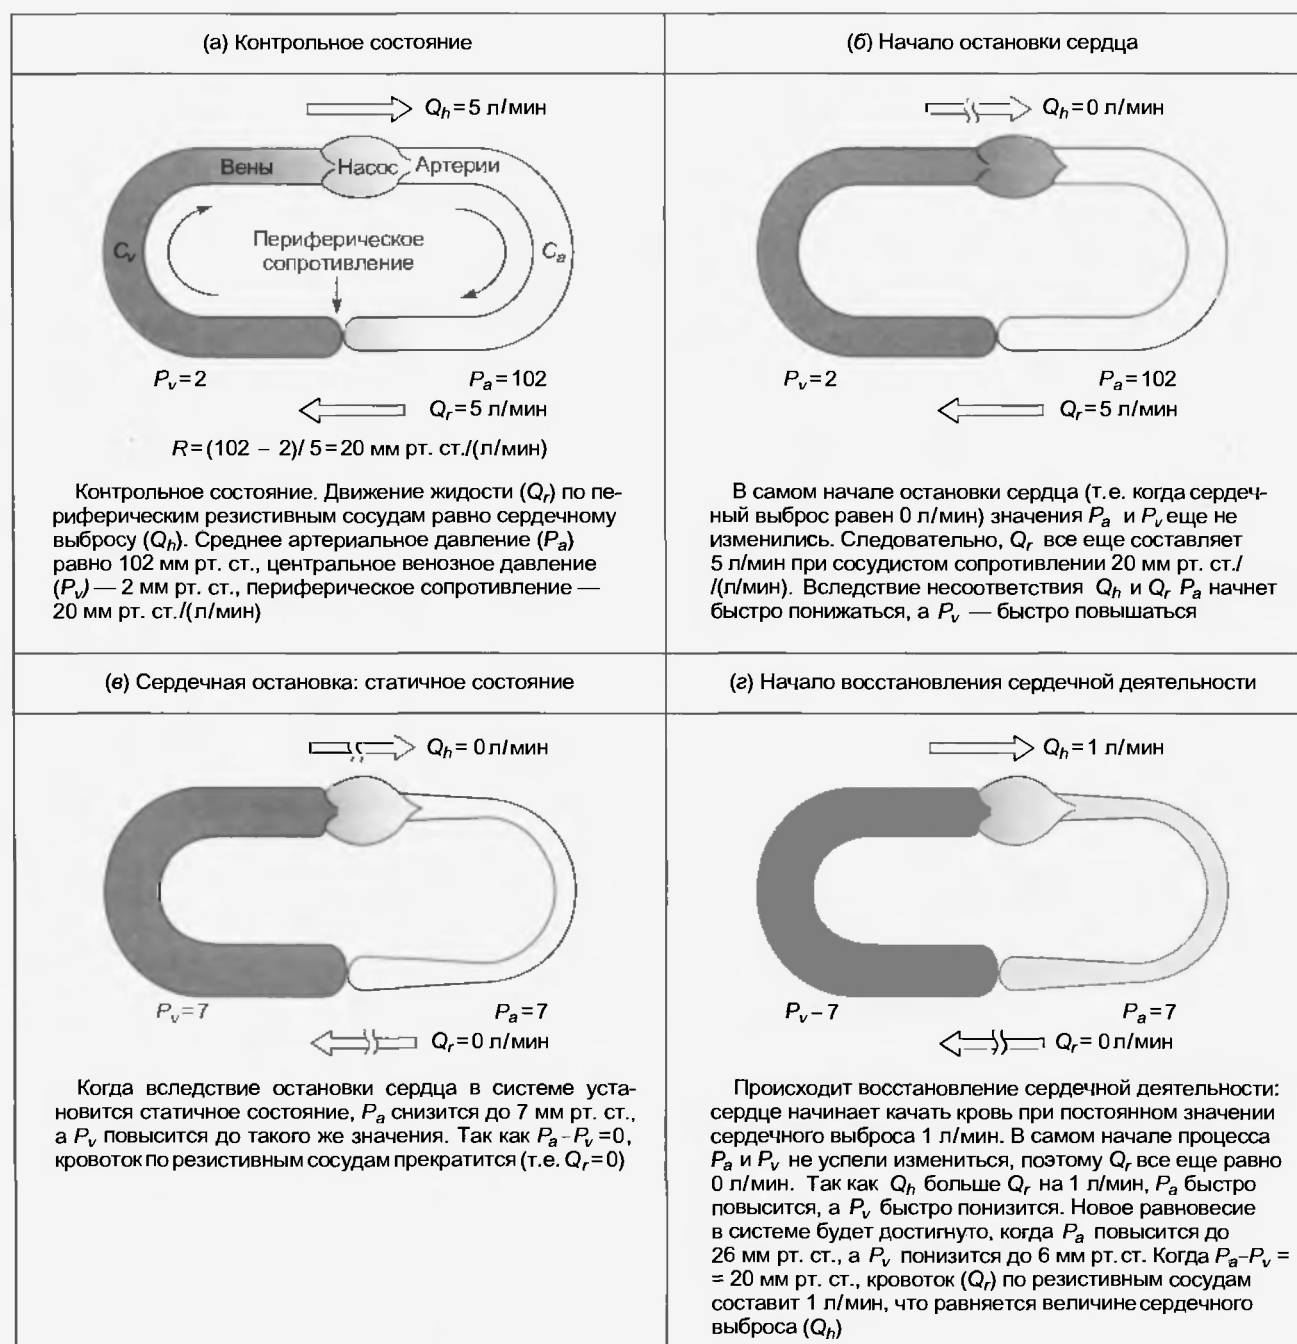 (а) Контрольное состояние
Q_h=5 л/мин
Вены
Насос
Артерии
C_v
Периферическое
сопротивление
C_a
P_v=2
P_a=102
Q_r=5 л/мин
R=(102 – 2)/ 5=20 мм рт. ст./(л/мин)
Контрольное состояние. Движение жидости (Q_r) по пе-
риферическим резистивным сосудам равно сердечному
выбросу (Q_h). Среднее артериальное давление (P_a)
равно 102 мм рт. ст., центральное венозное давление
(P_v) — 2 мм рт. ст., периферическое сопротивление —
20 мм рт. ст./(л/мин)
(б) Начало остановки сердца
Q_h=0 л/мин
P_v=2
P_a=102
Q_r=5 л/мин
В самом начале остановки сердца (т.е. когда сердеч-
ный выброс равен 0 л/мин) значения P_a и P_v еще не
изменились. Следовательно, Q_r все еще составляет
5 л/мин при сосудистом сопротивлении 20 мм рт. ст./
/(л/мин). Вследствие несоответствия Q_h и Q_r P_a начнет
быстро понижаться, а P_v — быстро повышаться
(в) Сердечная остановка: статичное состояние
Q_h= 0 л/мин
P_v=7
P_a=7
Q_r=0 л/мин
Когда вследствие остановки сердца в системе уста-
новится статичное состояние, P_a снизится до 7 мм рт. ст.,
а P_v повысится до такого же значения. Так как P_a–P_v =0,
кровоток по резистивным сосудам прекратится (т.е. Q_r=0)
(г) Начало восстановления сердечной деятельности
Q_h=1 л/мин
P_v–7
P_a=7
Q_r=0 л/мин
Происходит восстановление сердечной деятельности:
сердце начинает качать кровь при постоянном значении
сердечного выброса 1 л/мин. В самом начале процесса
P_a и P_v не успели измениться, поэтому Q_r все еще равно
0 л/мин. Так как Q_h больше Q_r на 1 л/мин, P_a быстро
повысится, а P_v быстро понизится. Новое равновесие
в системе будет достигнуто, когда P_a повысится до
26 мм рт. ст., а P_v понизится до 6 мм рт.ст. Когда P_a–P_v =
= 20 мм рт. ст., кровоток (Q_r) по резистивным сосудам
составит 1 л/мин, что равняется величине сердечного
выброса (Q_h)